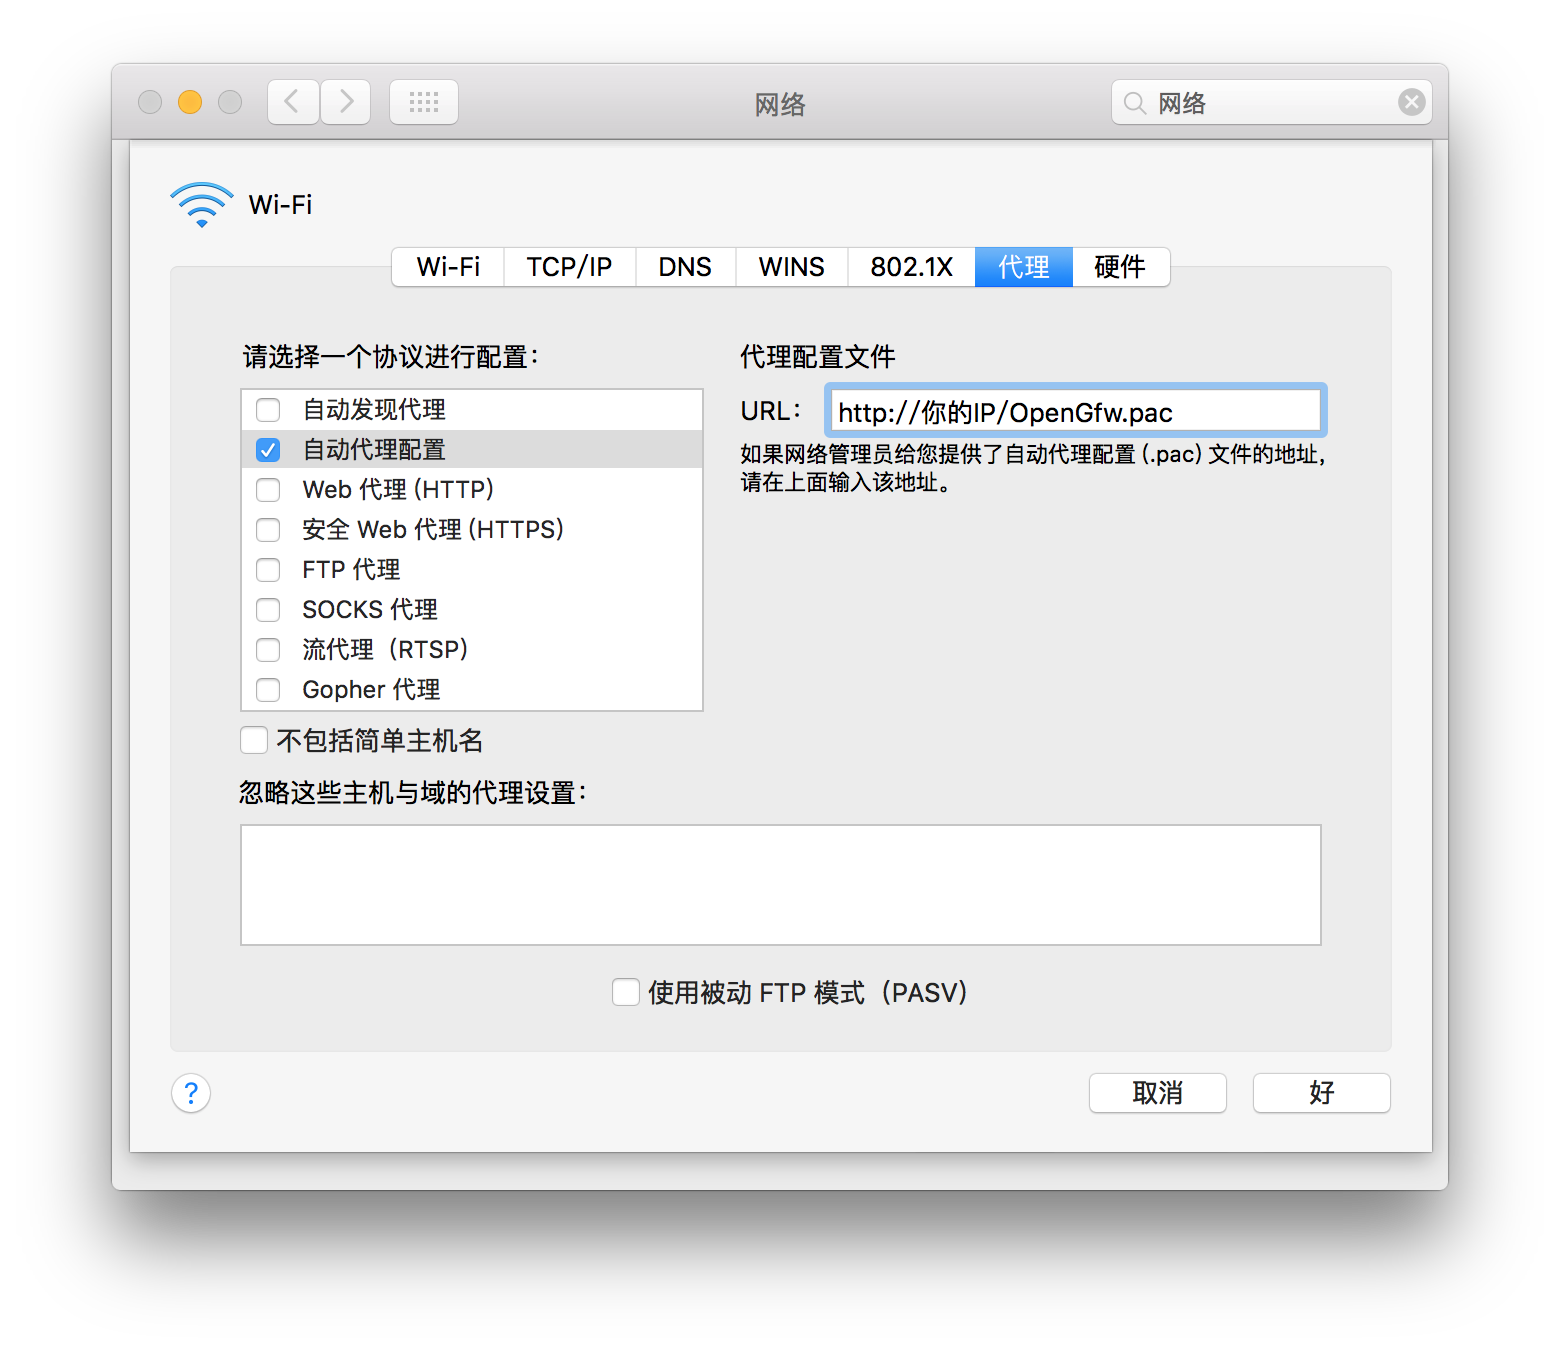 网络
网络
Wi-Fi
Wi-Fi
TCP/IP
DNS
WINS
802.1X
代理
硬件
请选择一个协议进行配置：
自动发现代理
自动代理配置
Web 代理 (HTTP)
安全 Web 代理 (HTTPS)
FTP 代理
SOCKS 代理
流代理（RTSP）
Gopher 代理
不包括简单主机名
代理配置文件
URL： http://你的IP/OpenGfw.pac
如果网络管理员给您提供了自动代理配置 (.pac) 文件的地址，
请在上面输入该地址。
忽略这些主机与域的代理设置：
使用被动 FTP 模式（PASV）
?
取消
好